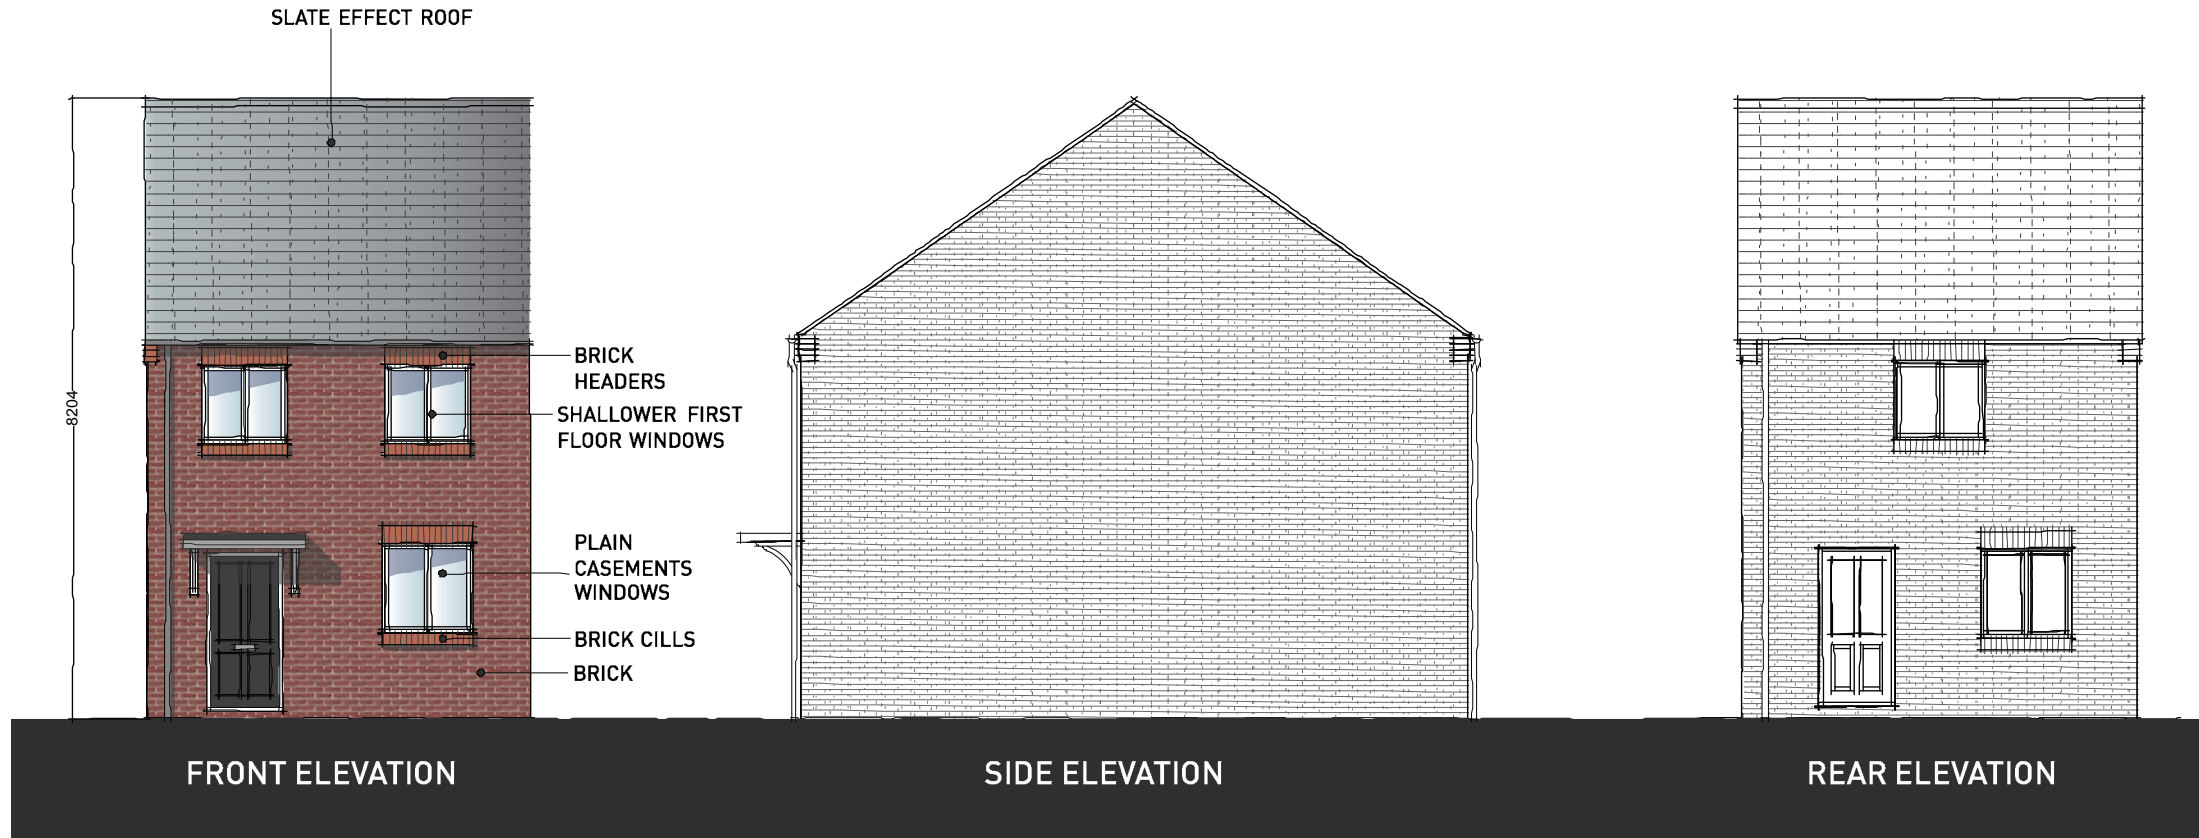 SLATE EFFECT ROOF
8204
BRICK
HEADERS
SHALLOWER FIRST
FLOOR WINDOWS
PLAIN
CASEMENTS
WINDOWS
BRICK CILLS
BRICK
FRONT ELEVATION
SIDE ELEVATION
REAR ELEVATION